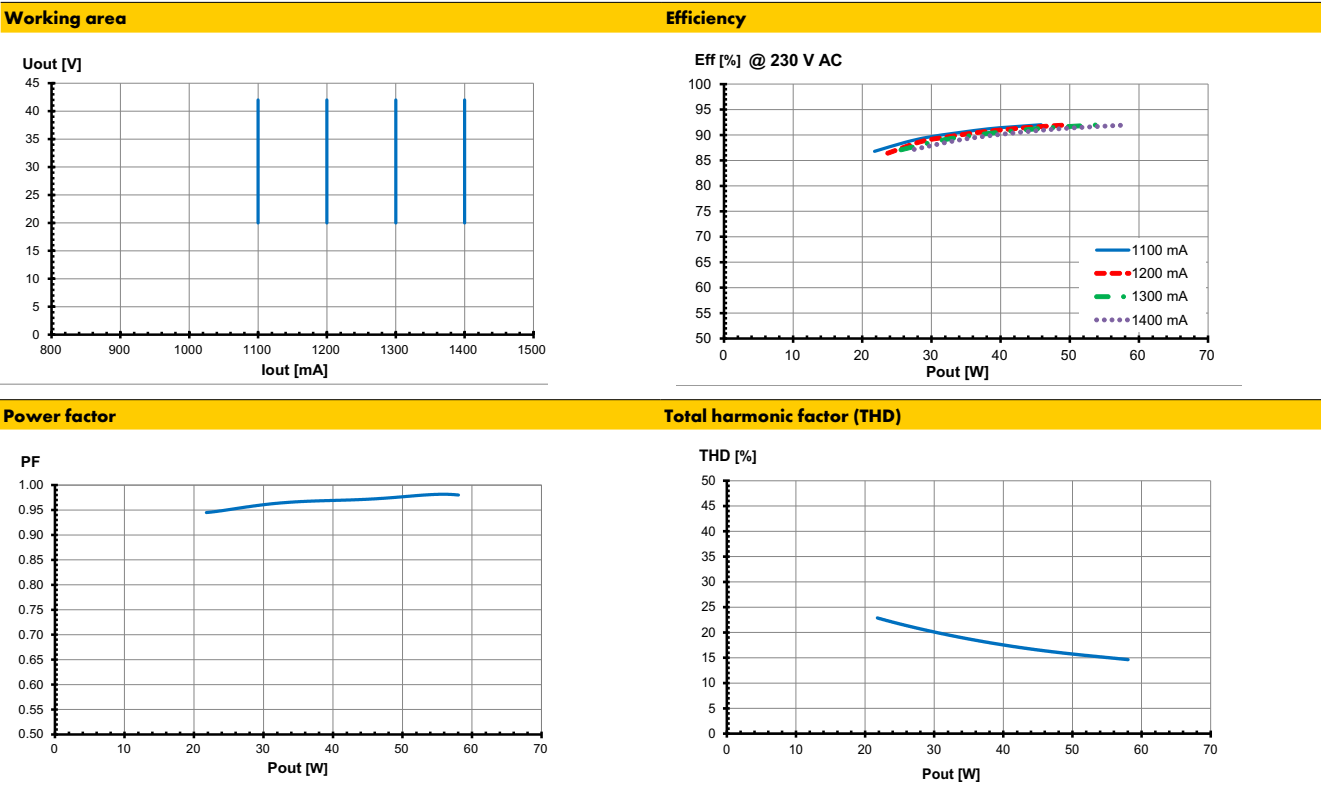 Working area
Efficiency
Uout [V]
45
40
35
30
25
20
15
10
5
0
800 900 1000 1100 1200 1300 1400 1500
Iout [mA]
Eff [%] @ 230 V AC
100
95
90
85
80
75
70
65
60
55
50
1100 mA
1200 mA
1300 mA
1400 mA
0 10 20 30 40 50 60 70
Pout [W]
Power factor
Total harmonic factor (THD)
PF
1.00
0.95
0.90
0.85
0.80
0.75
0.70
0.65
0.60
0.55
0.50
0 10 20 30 40 50 60 70
Pout [W]
THD [%]
50
45
40
35
30
25
20
15
10
5
0
0 10 20 30 40 50 60 70
Pout [W]